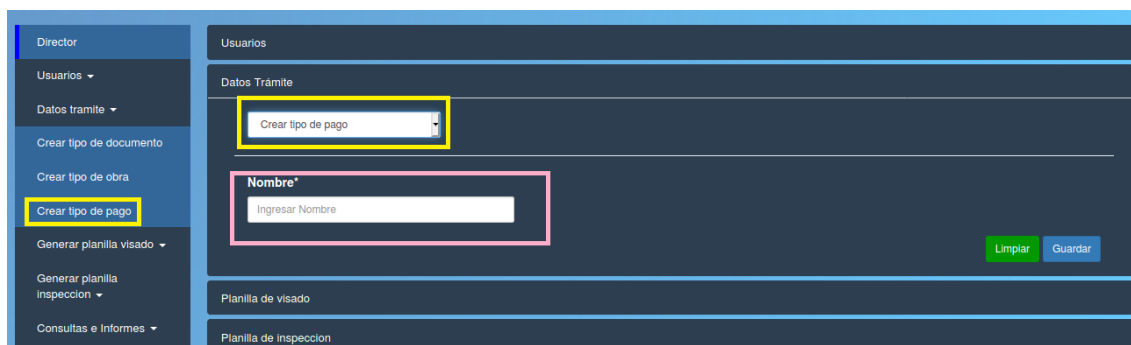 Director
Usuarios
Datos tramite
Crear tipo de documento
Crear tipo de obra
Crear tipo de pago
Generar planilla visado
Generar planilla
inspeccion
Consultas e Informes
Usuarios
Datos Trámite
Crear tipo de pago
Nombre*
Ingresar Nombre
Limpiar Guardar
Planilla de visado
Planilla de inspeccion